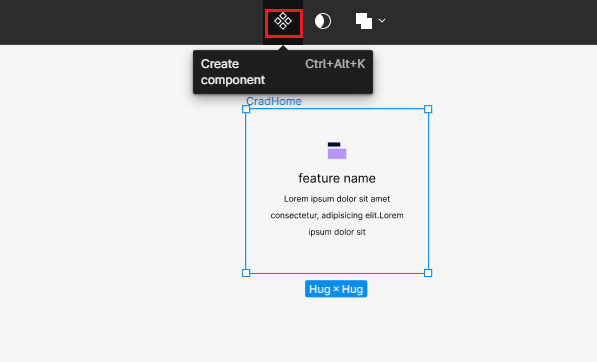 Create Ctrl+Alt+K
component
CradHome
feature name
Lorem ipsum dolor sit amet
consectetur, adipisicing elit.Lorem
ipsum dolor sit
Hug × Hug